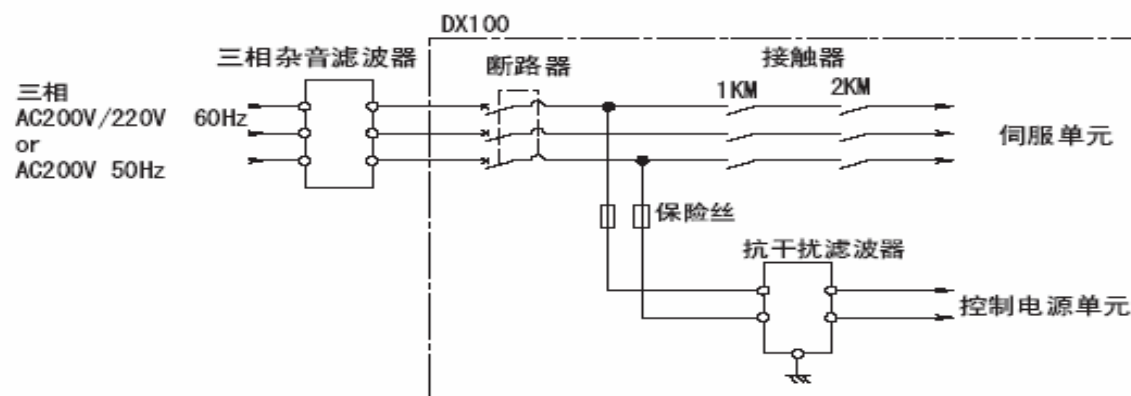 DX100
三相杂音滤波器
断路器
接触器
三相
AC200V/220V 60Hz
or
AC200V 50Hz
1KM
2KM
伺服单元
保险丝
抗干扰滤波器
控制电源单元